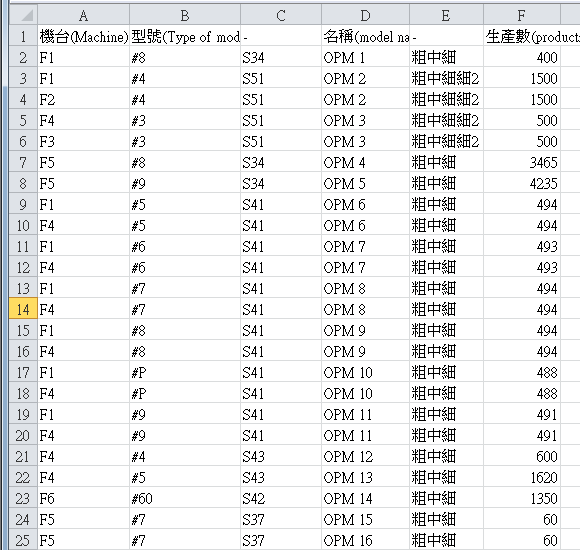 A B C D E F
1 機台(Machine) 型號(Type of mod - 名稱(model na - 生產數(product
2 F1 #8 S34 OPM 1 粗中細 400
3 F1 #4 S51 OPM 2 粗中細細2 1500
4 F2 #4 S51 OPM 2 粗中細細2 1500
5 F4 #3 S51 OPM 3 粗中細細2 500
6 F3 #3 S51 OPM 3 粗中細細2 500
7 F5 #8 S34 OPM 4 粗中細 3465
8 F5 #9 S34 OPM 5 粗中細 4235
9 F1 #5 S41 OPM 6 粗中細 494
10 F4 #5 S41 OPM 6 粗中細 494
11 F1 #6 S41 OPM 7 粗中細 493
12 F4 #6 S41 OPM 7 粗中細 493
13 F1 #7 S41 OPM 8 粗中細 494
14 F4 #7 S41 OPM 8 粗中細 494
15 F1 #8 S41 OPM 9 粗中細 494
16 F4 #8 S41 OPM 9 粗中細 494
17 F1 #P S41 OPM 10 粗中細 488
18 F4 #P S41 OPM 10 粗中細 488
19 F1 #9 S41 OPM 11 粗中細 491
20 F4 #9 S41 OPM 11 粗中細 491
21 F4 #4 S43 OPM 12 粗中細 600
22 F4 #5 S43 OPM 13 粗中細 1620
23 F6 #60 S42 OPM 14 粗中細 1350
24 F5 #7 S37 OPM 15 粗中細 60
25 F5 #7 S37 OPM 16 粗中細 60